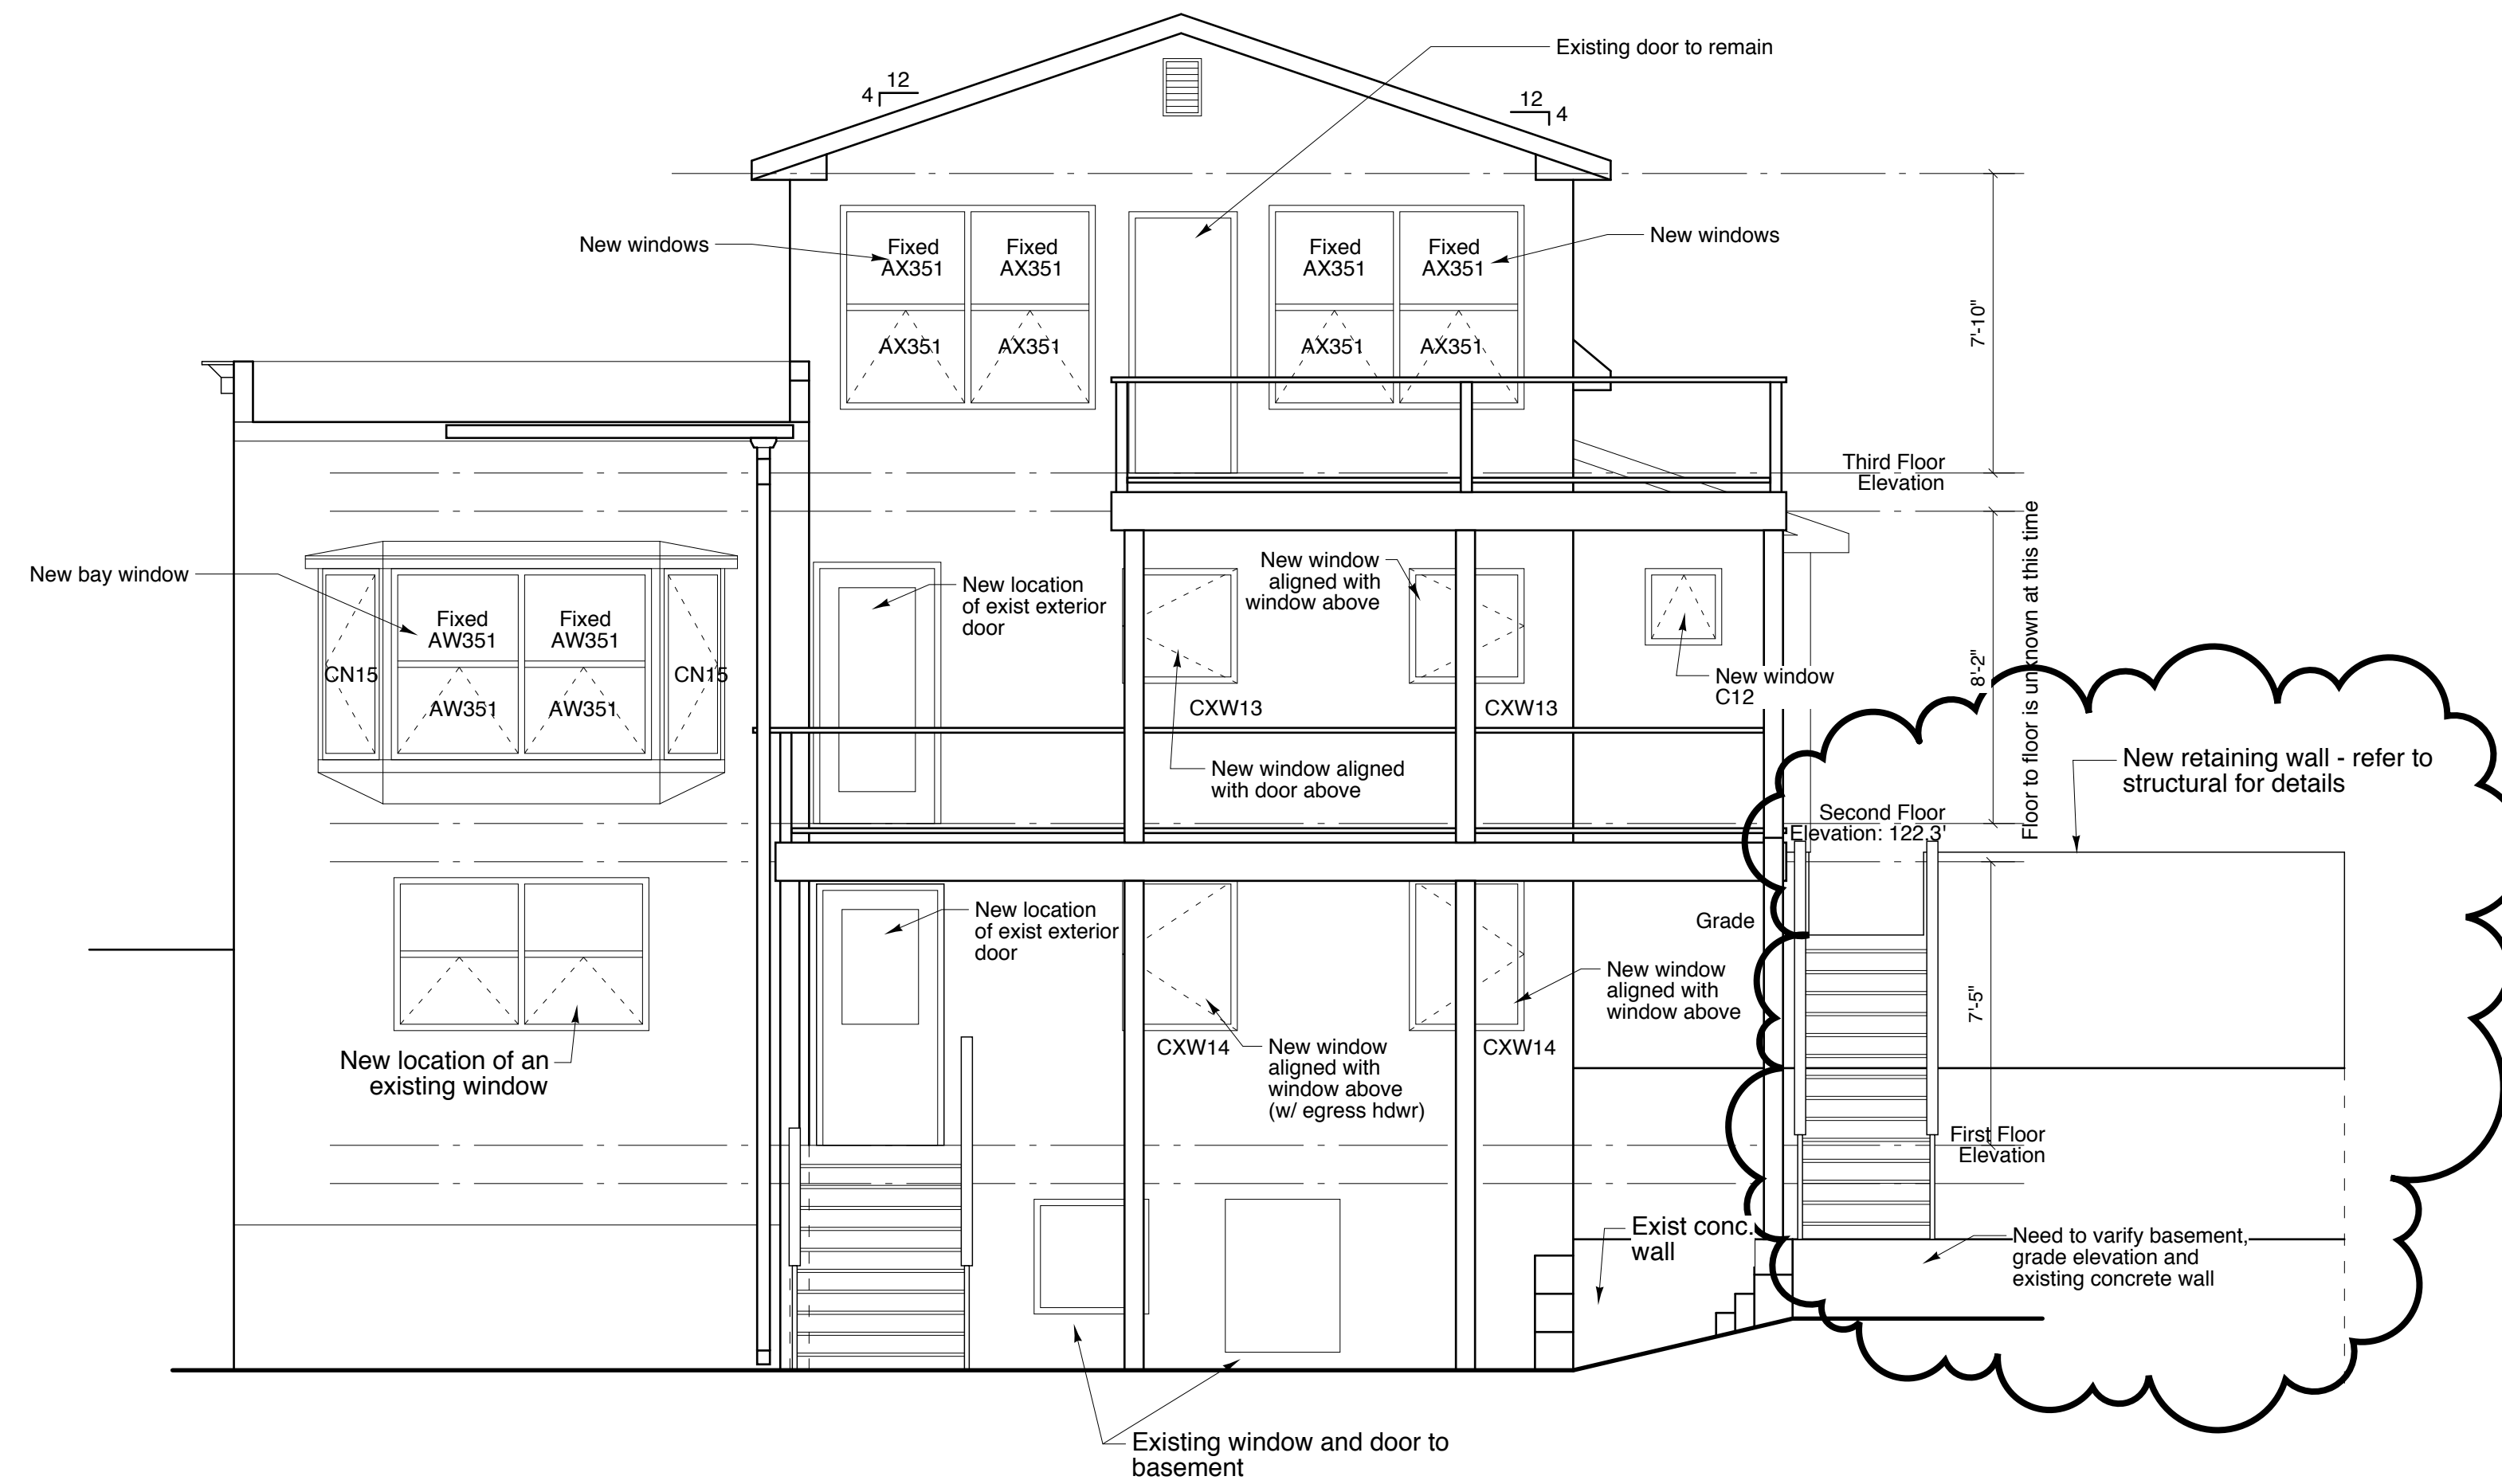 Existing door to remain
12
4
12
4
New windows
Fixed
AX351
Fixed
AX351
Fixed
AX351
Fixed
AX351
New windows
AX351
AX351
AX351
AX351
7'-10"
Third Floor
Elevation
New bay window
Fixed
AW351
Fixed
AW351
CN15
CN15
AW351
AW351
New location
of exist exterior
door
New window
aligned with
window above
New window
C12
CXW13
CXW13
New window aligned
with door above
8'-2"
Floor to floor is unknown at this time
New retaining wall - refer to
structural for details
Second Floor
Elevation: 122.3'
New location
of exist exterior
door
Grade
New window
aligned with
window above
7'-5"
New location of an
existing window
CXW14
New window
aligned with
window above
(w/ egress hdwr)
CXW14
First Floor
Elevation
Exist conc.
wall
Need to varify basement,
grade elevation and
existing concrete wall
Existing window and door to
basement